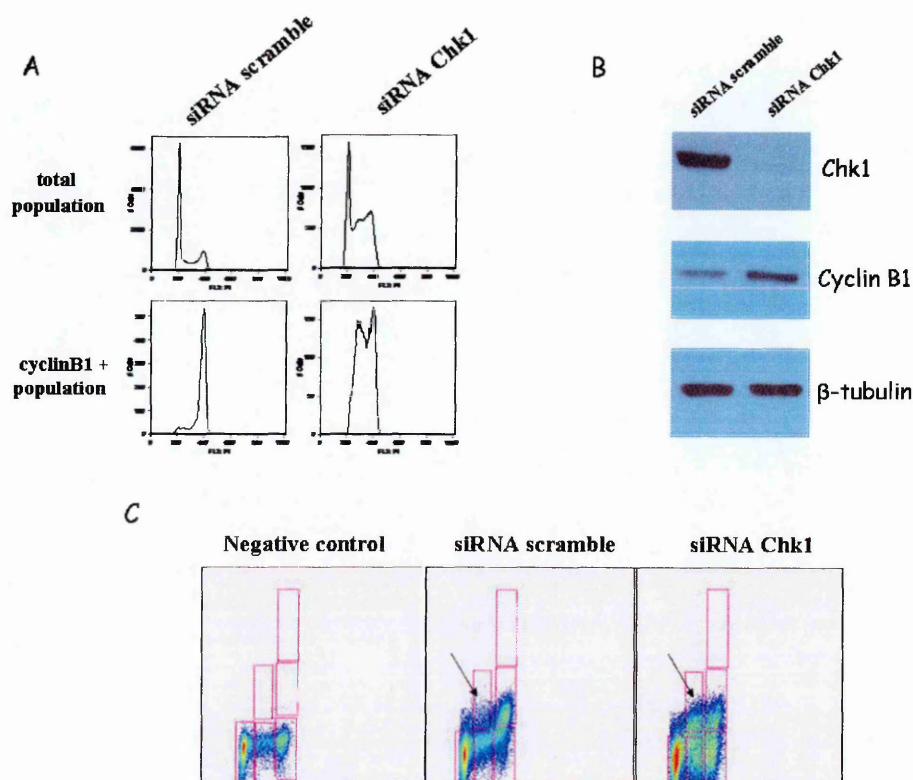 A
siRNA scramble
siRNA Chk1
total
population
cyclinB1 +
population
B
siRNA scramble
siRNA Chk1
Chk1
Cyclin B1
β-tubulin
C
Negative control
siRNA scramble
siRNA Chk1